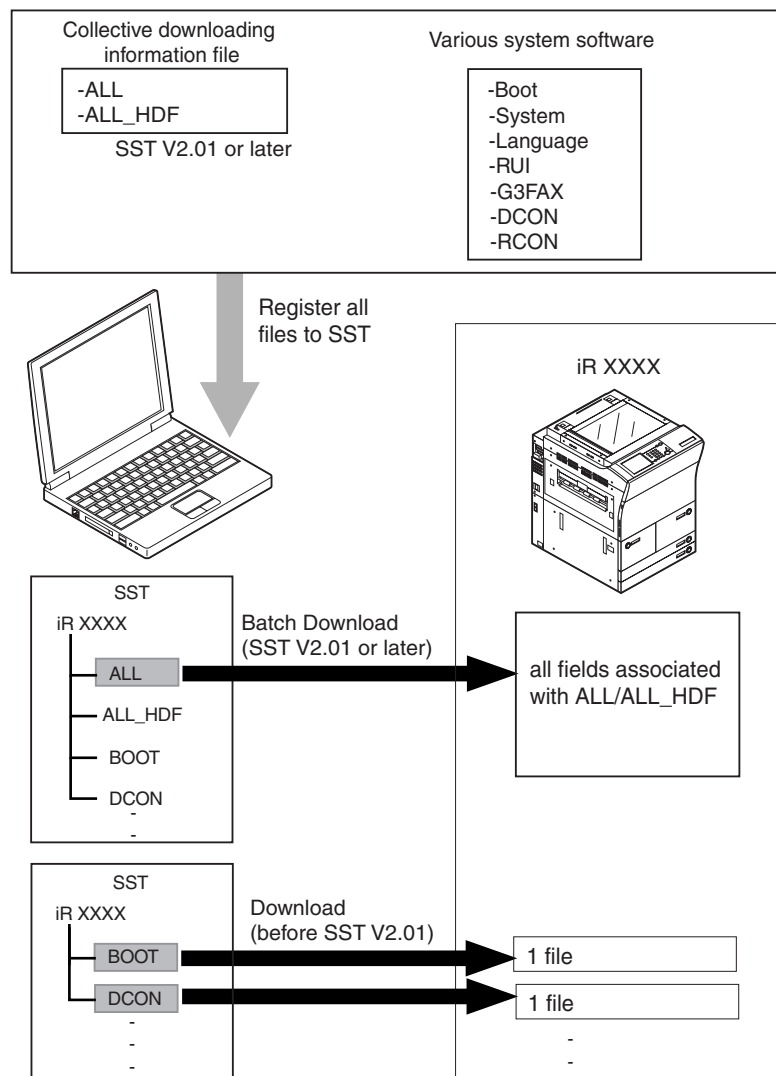 Collective downloading
information file
-ALL
-ALL_HDF
SST V2.01 or later
Various system software
-Boot
-System
-Language
-RUI
-G3FAX
-DCON
-RCON
Register all
files to SST
iR XXXX
SST
iR XXXX
ALL
ALL_HDF
BOOT
DCON
-
-
Batch Download
(SST V2.01 or later)
all fields associated
with ALL/ALL_HDF
SST
iR XXXX
BOOT
DCON
-
-
-
Download
(before SST V2.01)
1 file
1 file
-
-